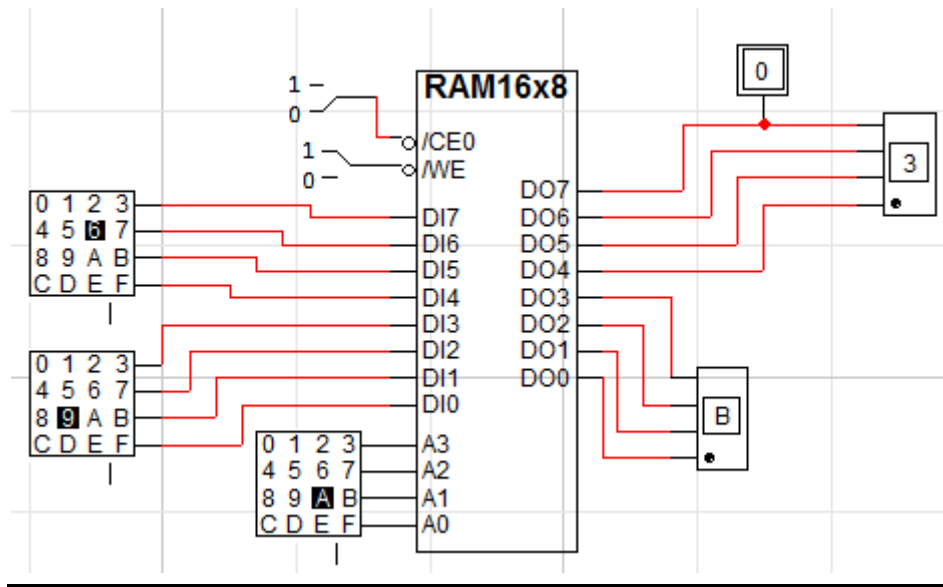 RAM16x8
0
1
0
/CE0
1
0
/WE
3
DO7
0 1 2 3
4 5 6 7
8 9 A B
C D E F
DI7
DO6
DI6
DO5
DI5
DO4
DI4
DO3
DI3
DO2
DI2
DO1
DI1
DO0
DI0
0 1 2 3
4 5 6 7
8 9 A B
C D E F
B
0 1 2 3
4 5 6 7
8 9 A B
C D E F
A3
A2
A1
A0